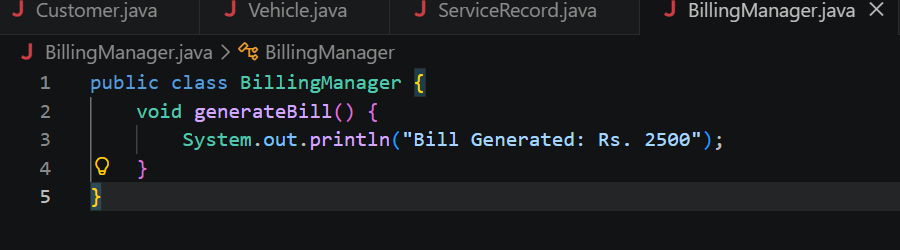 J Customer.java J Vehicle.java J ServiceRecord.java J BillingManager.java ×
J BillingManager.java > BillingManager
1 public class BillingManager {
2 void generateBill() {
3 System.out.println("Bill Generated: Rs. 2500");
4 }
5 }